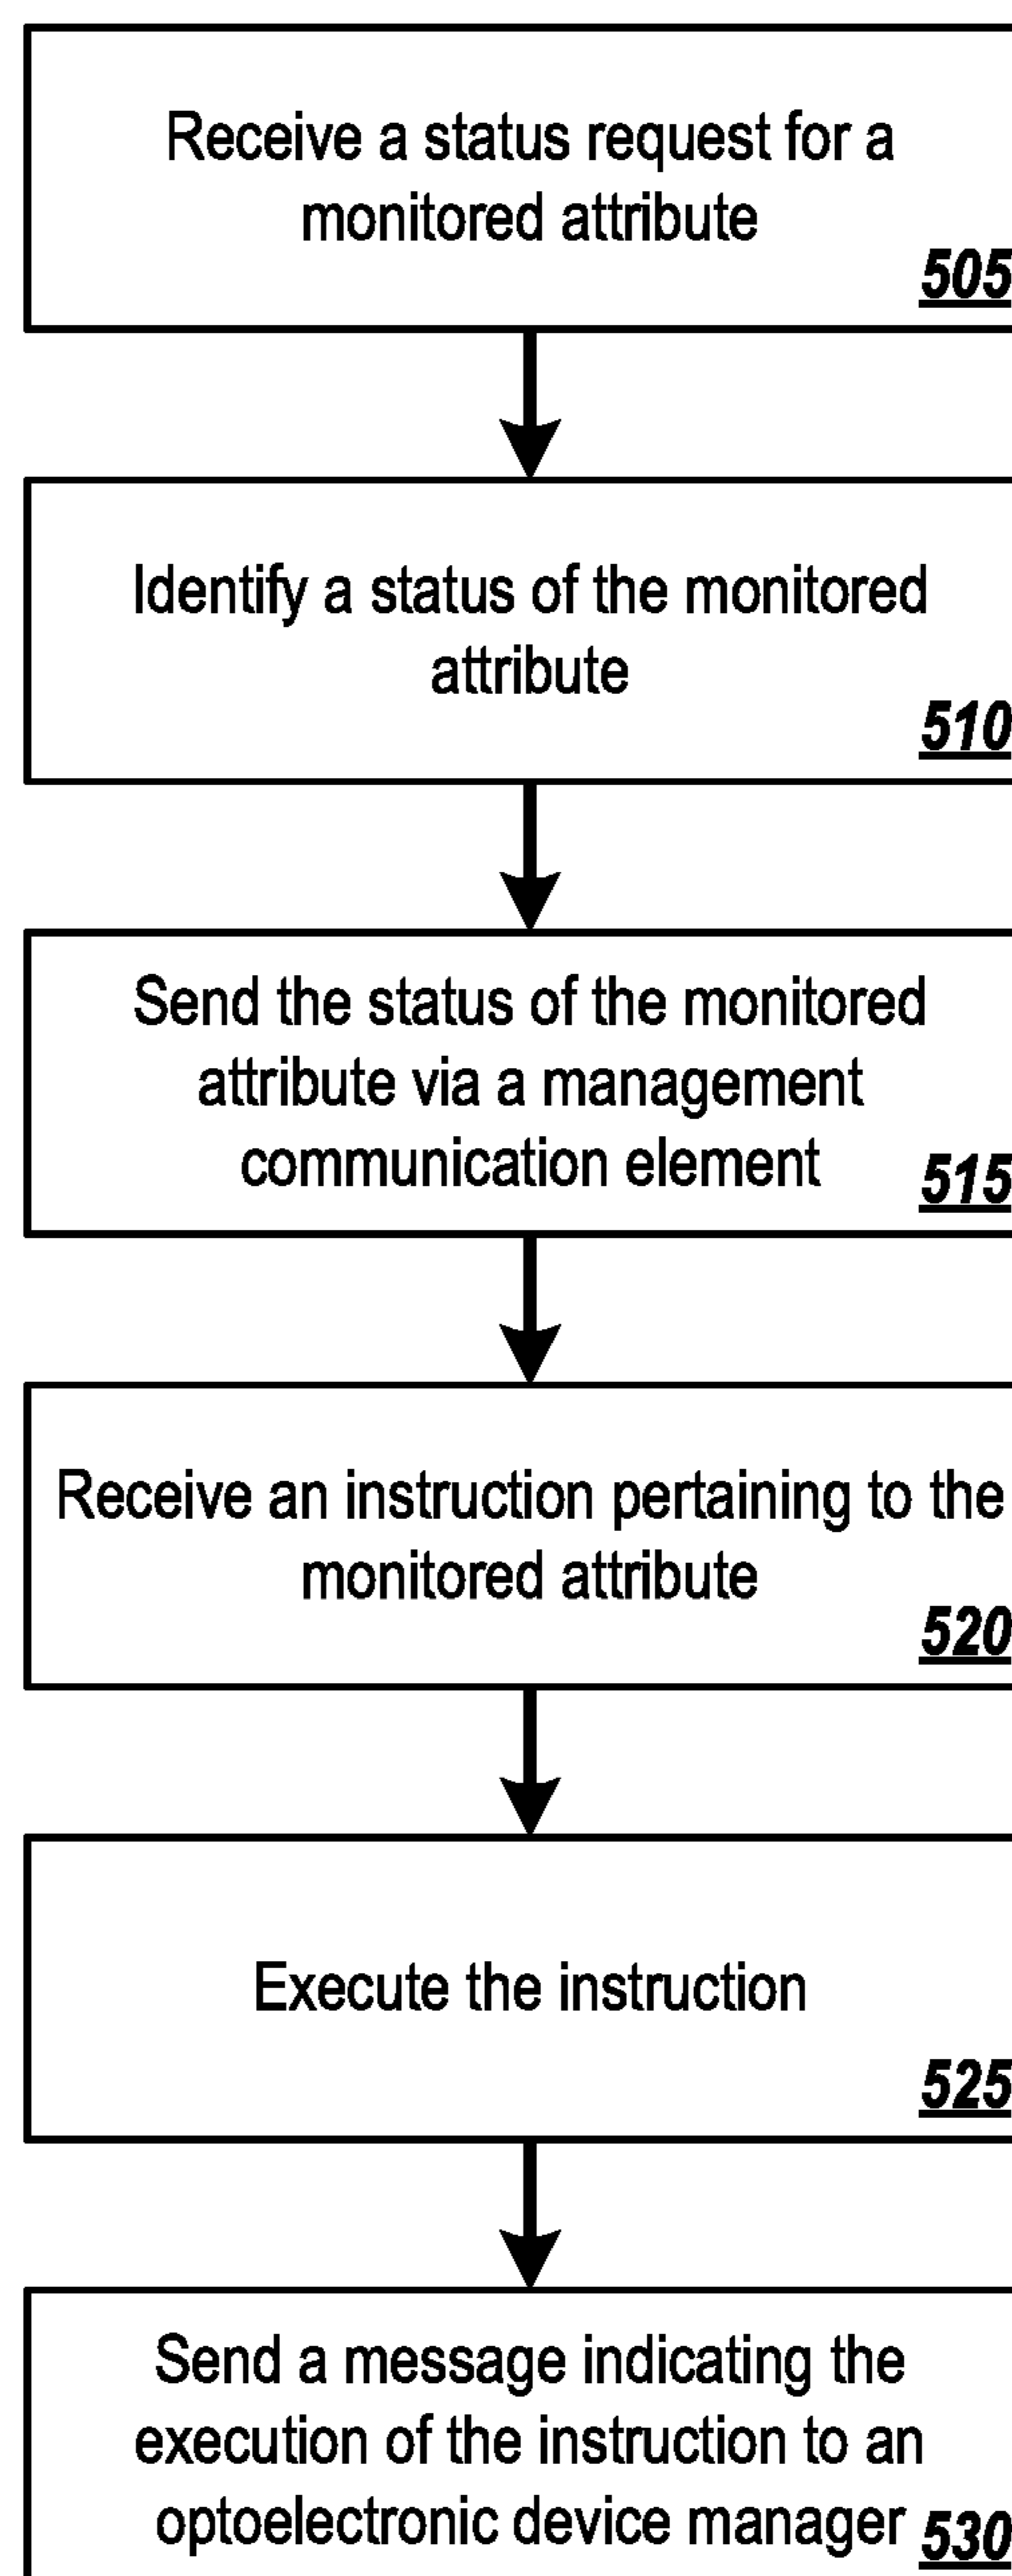 Receive a status request for a
monitored attribute
505
Identify a status of the monitored
attribute
510
Send the status of the monitored
attribute via a management
communication element
515
Receive an instruction pertaining to the
monitored attribute
520
Execute the instruction
525
Send a message indicating the
execution of the instruction to an
optoelectronic device manager
530